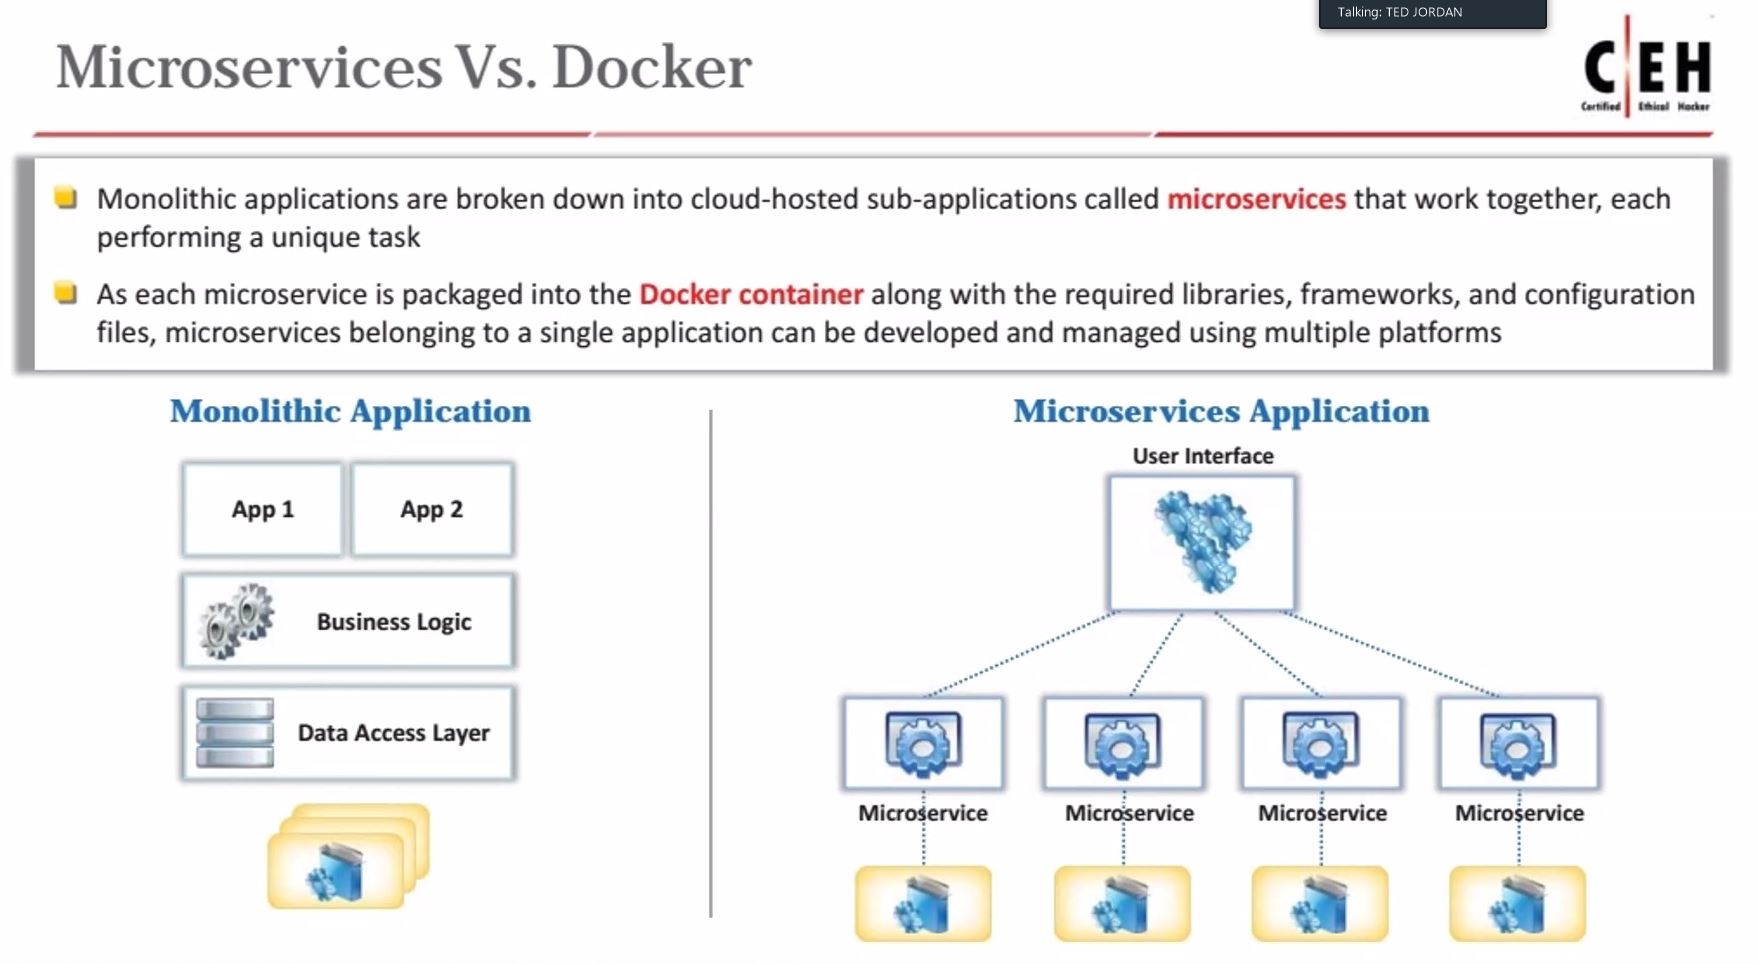 Talking: TED JORDAN
Microservices Vs. Docker
C|EH
Certified Ethical Hacker
Monolithic applications are broken down into cloud-hosted sub-applications called microservices that work together, each
performing a unique task
As each microservice is packaged into the Docker container along with the required libraries, frameworks, and configuration
files, microservices belonging to a single application can be developed and managed using multiple platforms
Monolithic Application
App 1
App 2
Business Logic
Data Access Layer
Microservices Application
User Interface
Microservice
Microservice
Microservice
Microservice